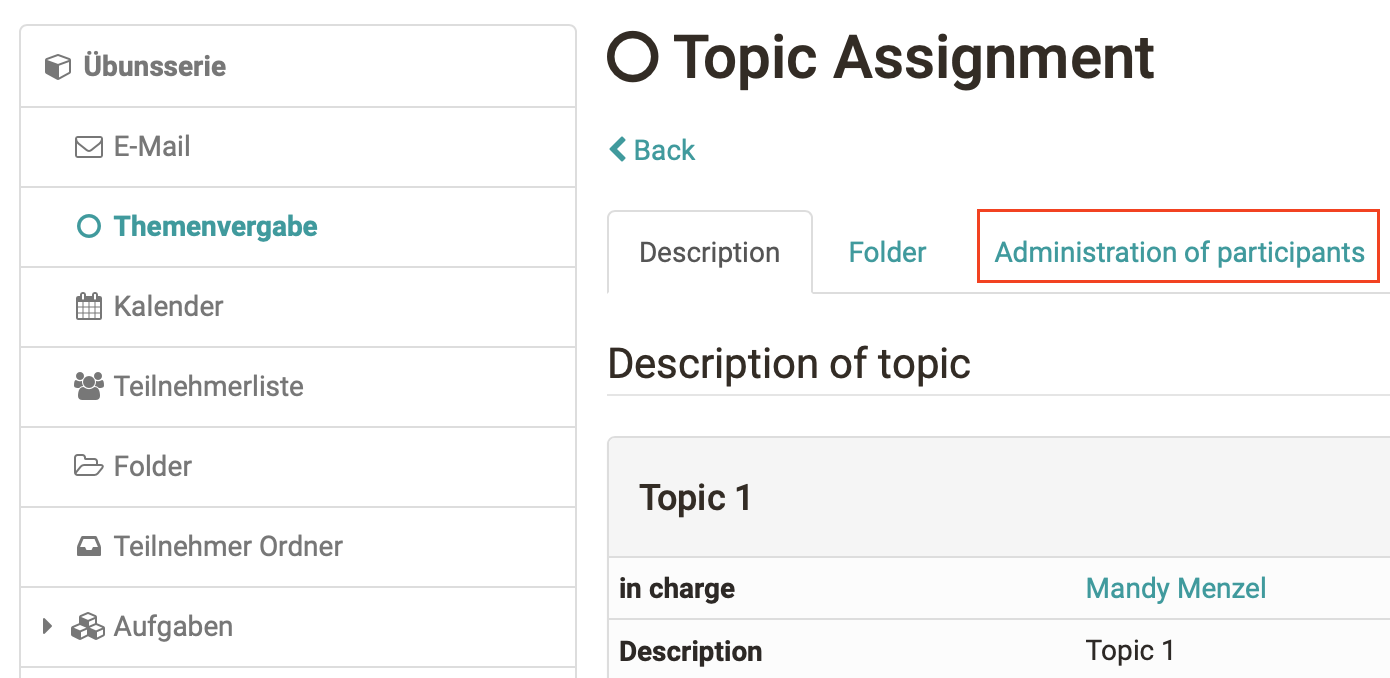 Übunsserie
E-Mail
Themenvergabe
Kalender
Teilnehmerliste
Folder
Teilnehmer Ordner
Aufgaben
Topic Assignment
Back
Description Folder Administration of participants
Description of topic
Topic 1
in charge Mandy Menzel
Description Topic 1